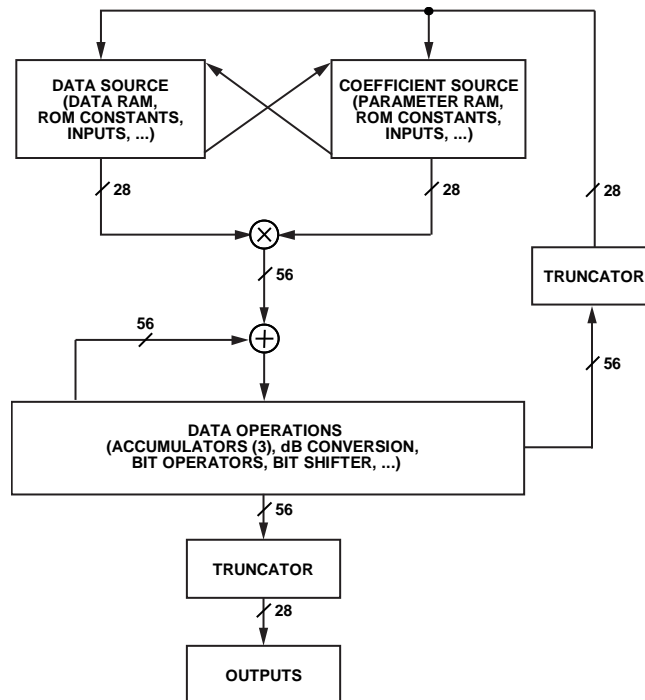 DATA SOURCE
(DATA RAM,
ROM CONSTANTS,
INPUTS, ...)
COEFFICIENT SOURCE
(PARAMETER RAM,
ROM CONSTANTS,
INPUTS, ...)
28
28
28
56
TRUNCATOR
56
56
DATA OPERATIONS
(ACCUMULATORS (3), dB CONVERSION,
BIT OPERATORS, BIT SHIFTER, ...)
56
TRUNCATOR
28
OUTPUTS